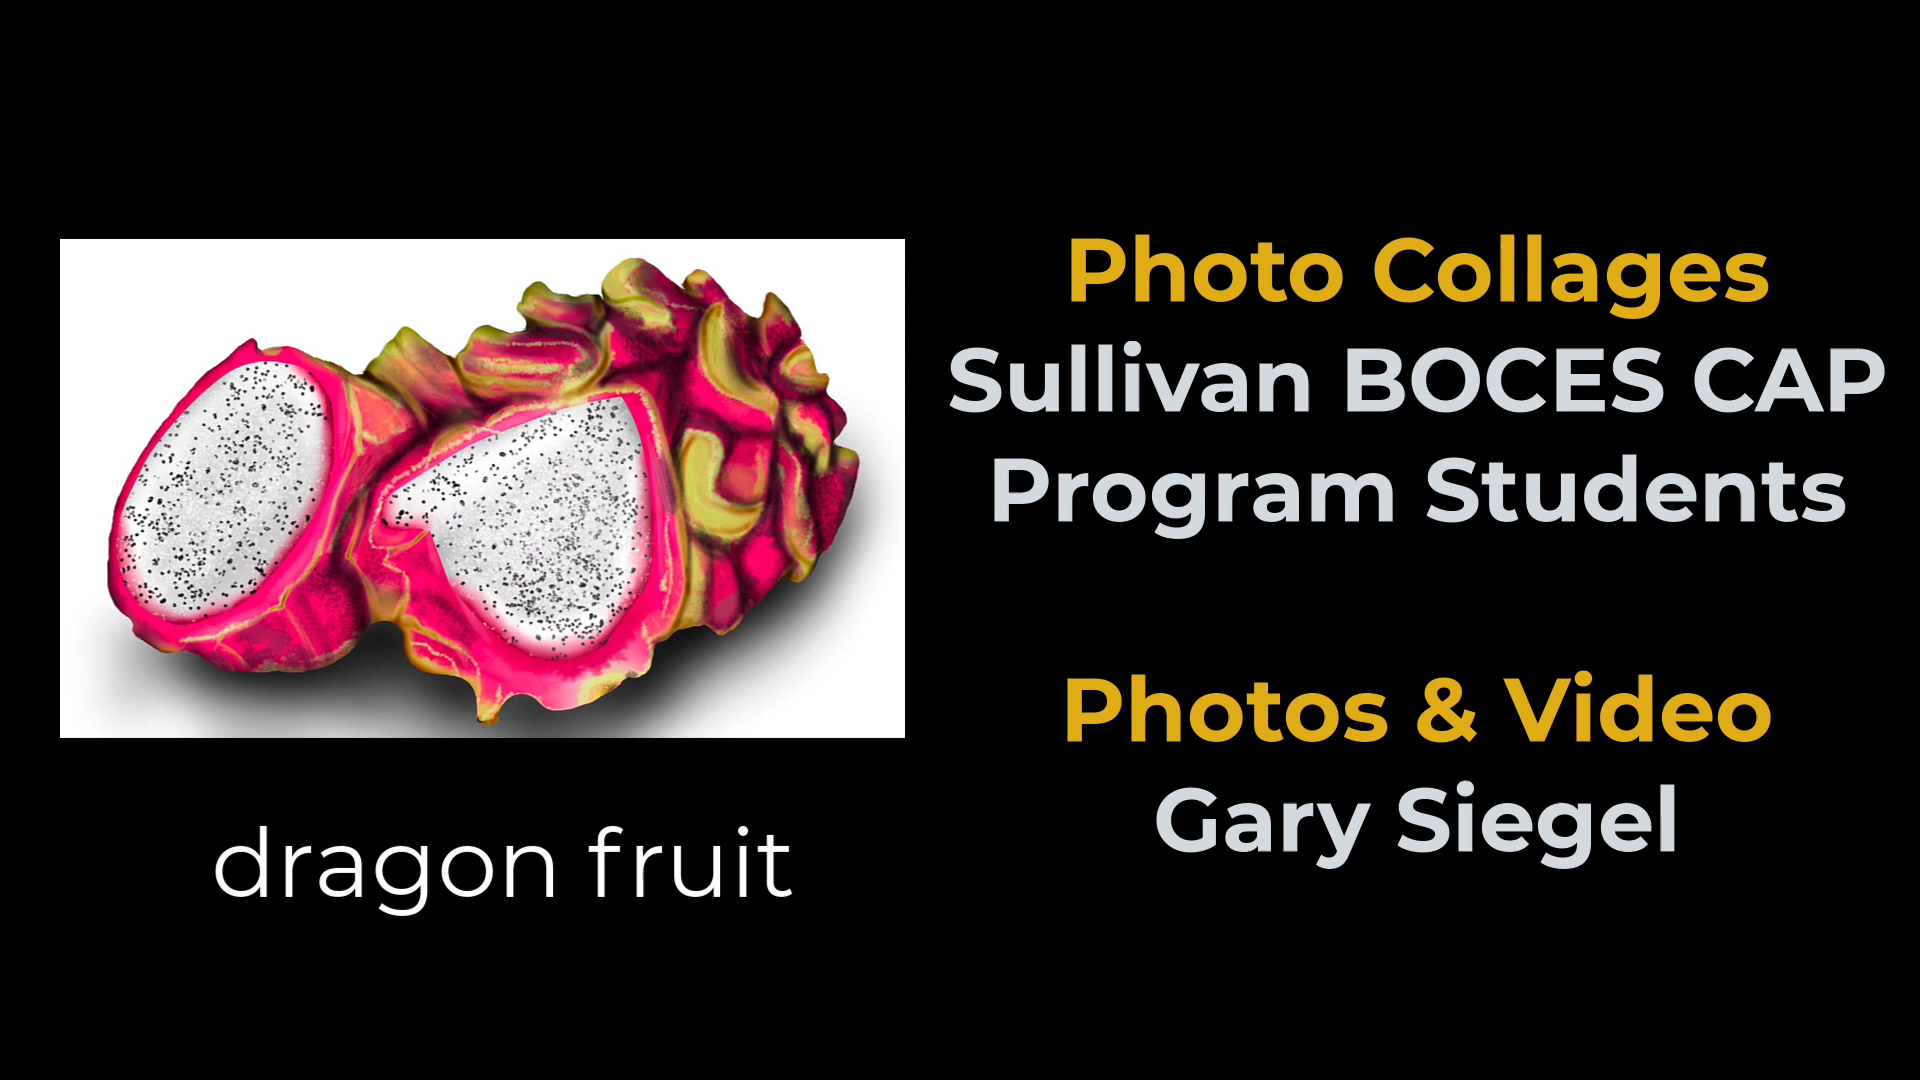 Photo Collages
Sullivan BOCES CAP
Program Students
Photos & Video
Gary Siegel
dragon fruit